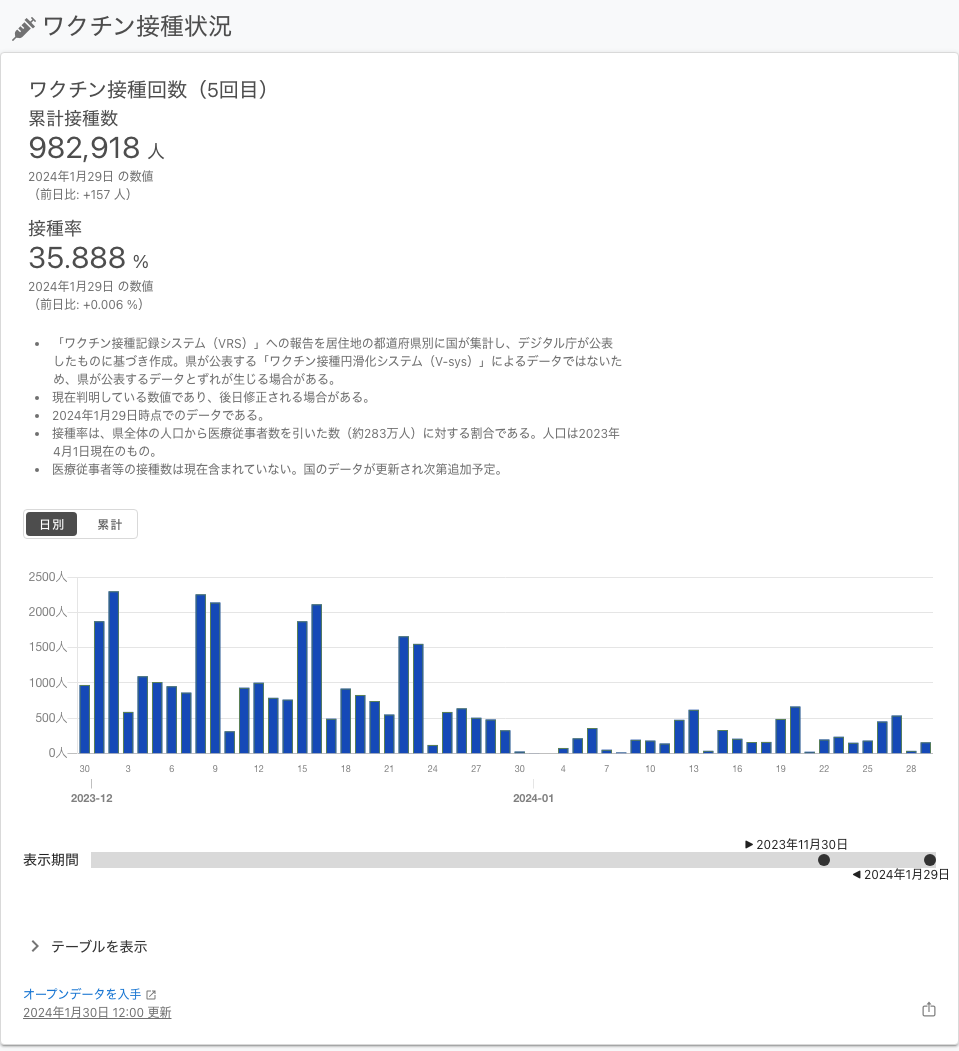 ワクチン接種状況
ワクチン接種回数（5回目）
累計接種数
982,918 人
2024年1月29日 の数値
（前日比: +157 人）
接種率
35.888 %
2024年1月29日 の数値
（前日比: +0.006 %）
• 「ワクチン接種記録システム（VRS）」への報告を居住地の都道府県別に国が集計し、デジタル庁が公表
したものに基づき作成。県が公表する「ワクチン接種円滑化システム（V-sys）」によるデータではないた
め、県が公表するデータとずれが生じる場合がある。
• 現在判明している数値であり、後日修正される場合がある。
• 2024年1月29日時点でのデータである。
• 接種率は、県全体の人口から医療従事者数を引いた数（約283万人）に対する割合である。人口は2023年
4月1日現在のもの。
• 医療従事者等の接種数は現在含まれていない。国のデータが更新され次第追加予定。
日別 累計
2500人
2000人
1500人
1000人
500人
0人
30 3 6 9 12 15 18 21 24 27 30 4 7 10 13 16 19 22 25 28
2023-12 2024-01
▶ 2023年11月30日
表示期間
◀ 2024年1月29日
テーブルを表示
オープンデータを入手
2024年1月30日 12:00 更新